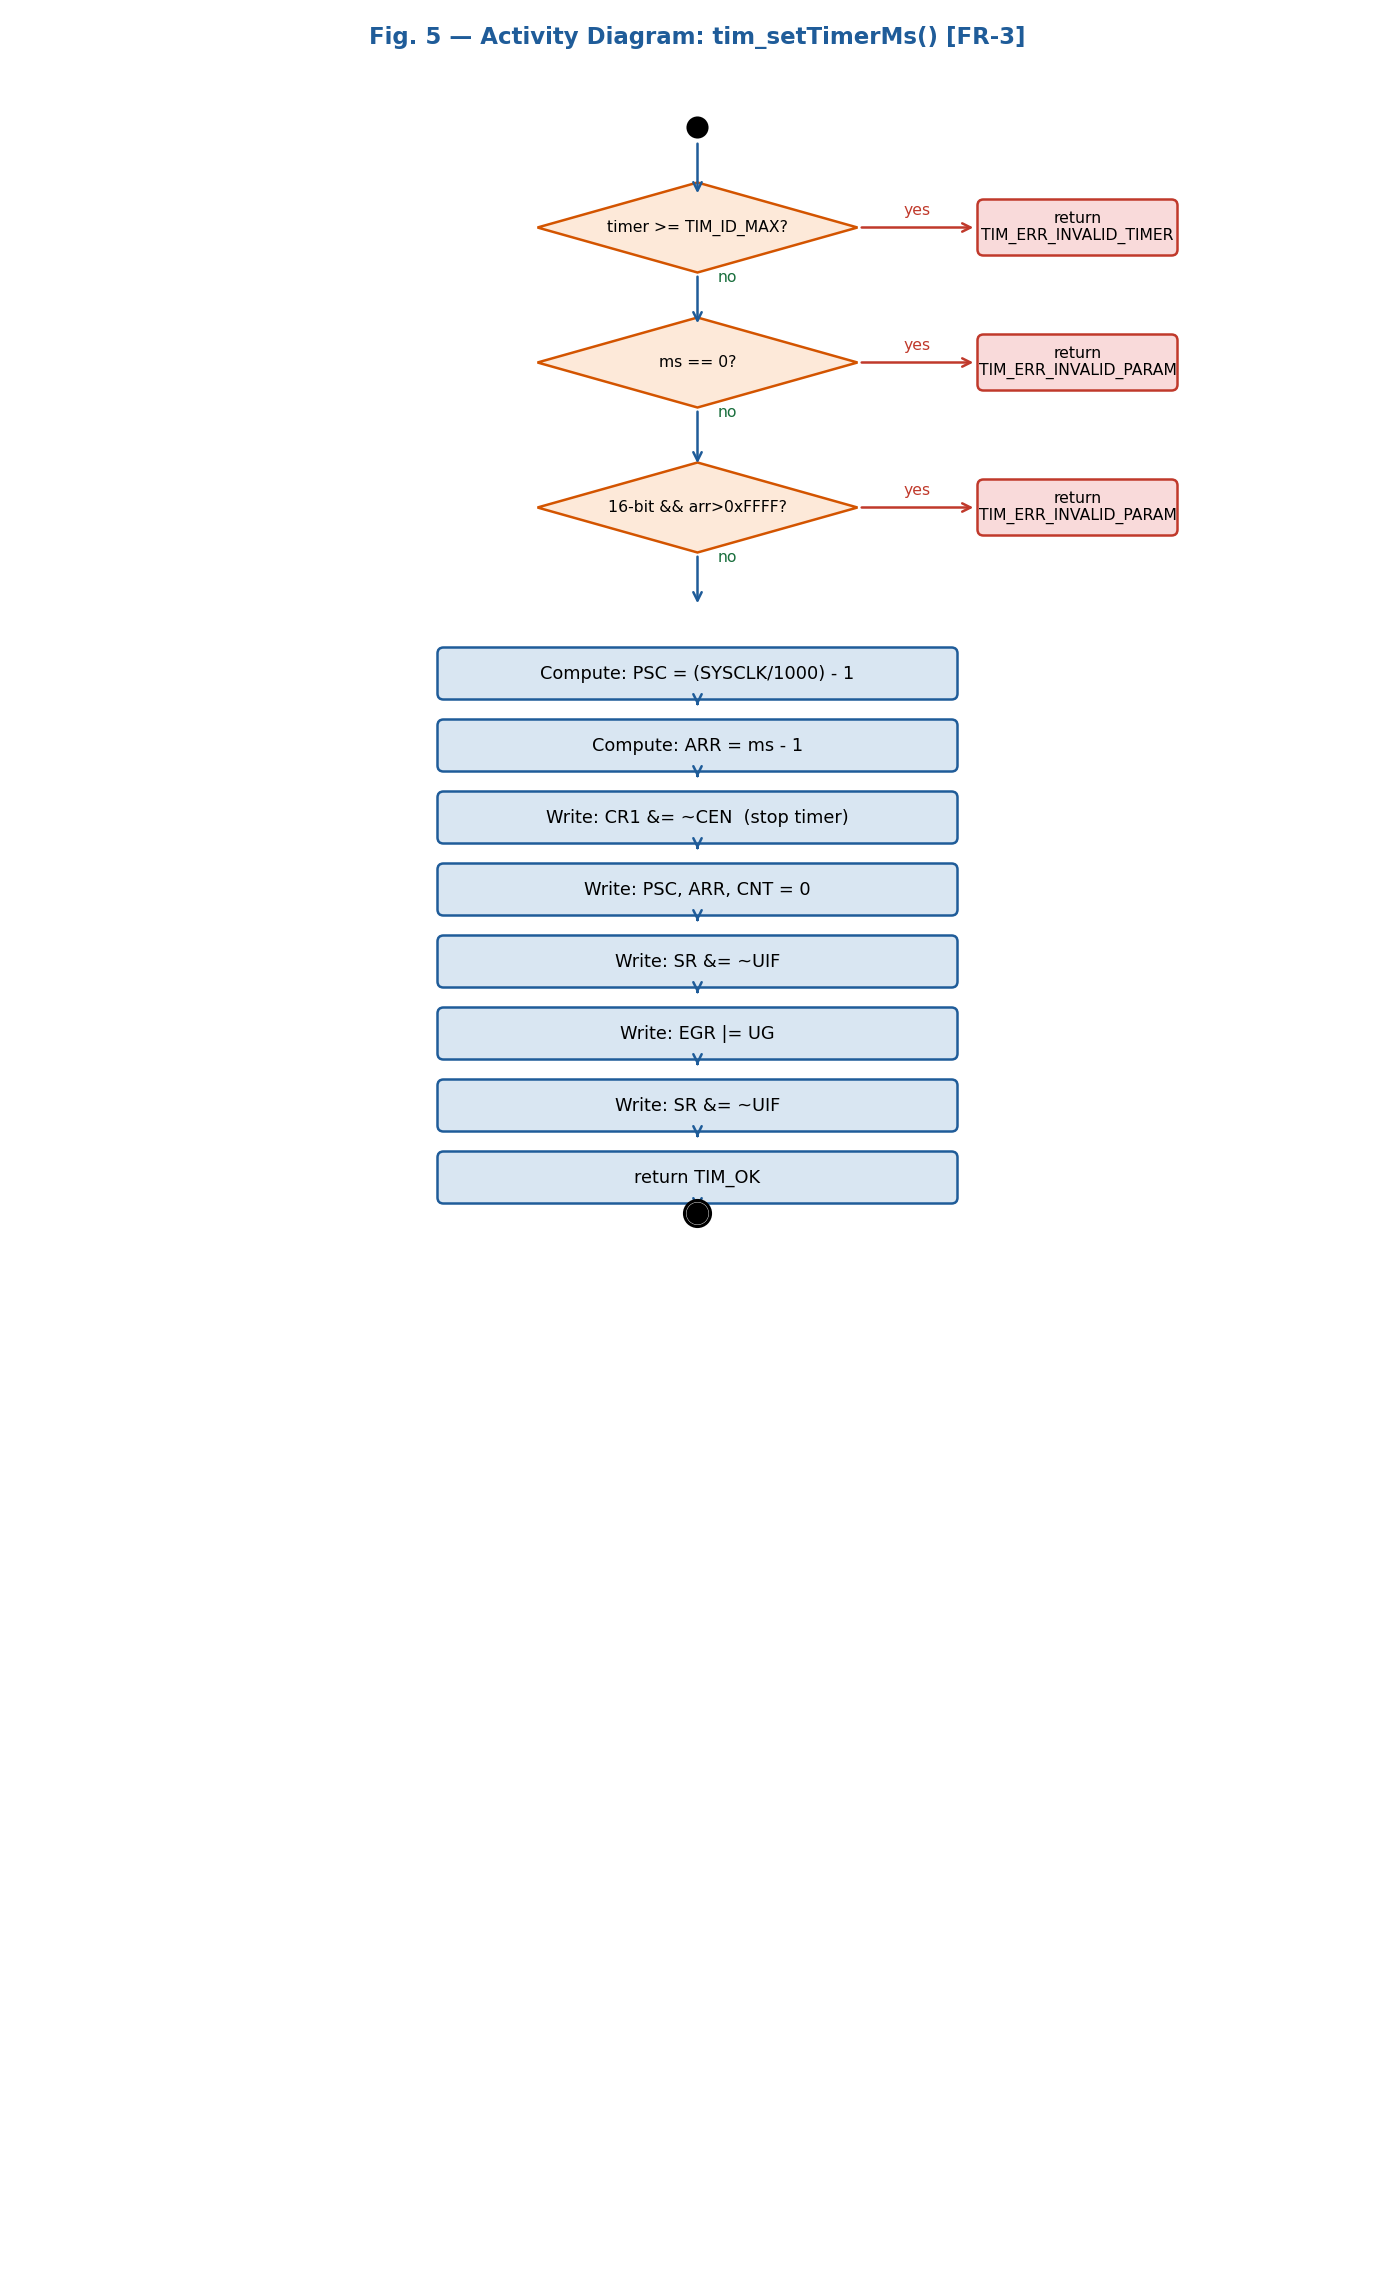 Fig. 5 — Activity Diagram: tim_setTimerMs() [FR-3]
timer >= TIM_ID_MAX?
yes
return
TIM_ERR_INVALID_TIMER
no
ms == 0?
yes
return
TIM_ERR_INVALID_PARAM
no
16-bit && arr>0xFFFF?
yes
return
TIM_ERR_INVALID_PARAM
no
Compute: PSC = (SYSCLK/1000) - 1
Compute: ARR = ms - 1
Write: CR1 &= ~CEN  (stop timer)
Write: PSC, ARR, CNT = 0
Write: SR &= ~UIF
Write: EGR |= UG
Write: SR &= ~UIF
return TIM_OK